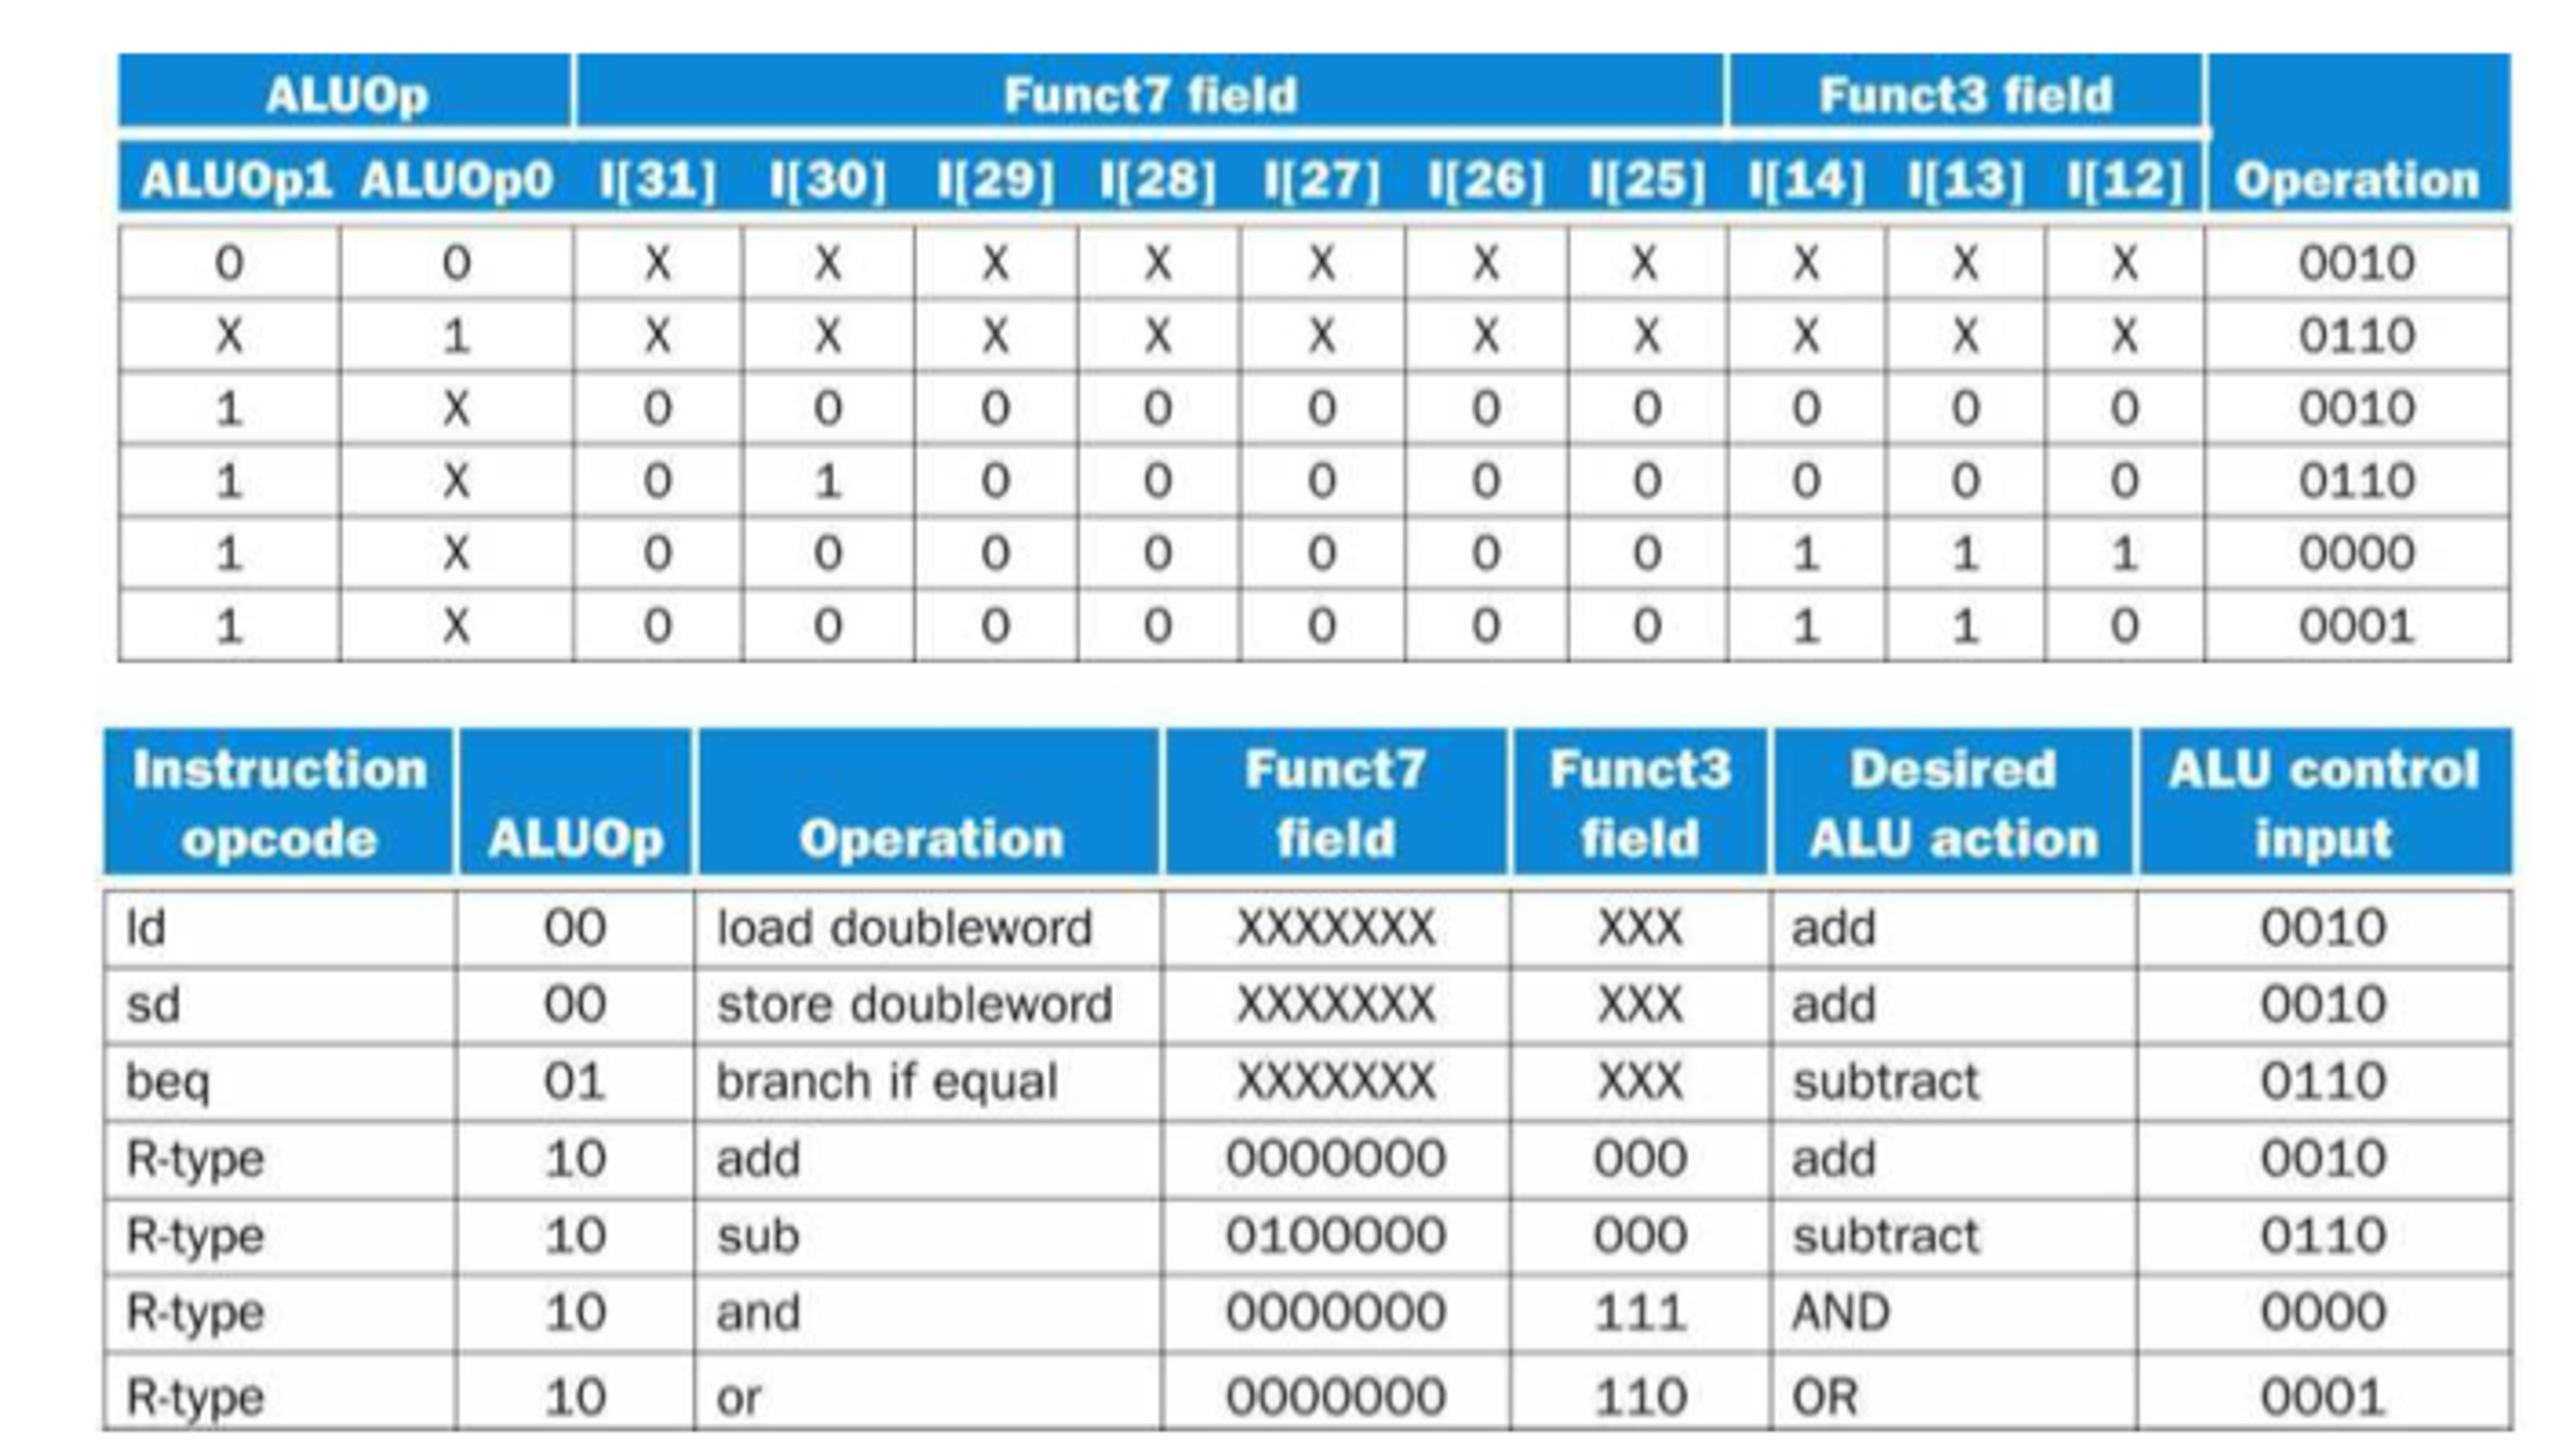 ALUOp Funct7 field Funct3 field
ALUOp1 ALUOp0 I[31] I[30] I[29] I[28] I[27] I[26] I[25] I[14] I[13] I[12] Operation
0 0 X X X X X X X X X X 0010
X 1 X X X X X X X X X X 0110
1 X 0 0 0 0 0 0 0 0 0 0 0010
1 X 0 1 0 0 0 0 0 0 0 0 0110
1 X 0 0 0 0 0 0 0 1 1 1 0000
1 X 0 0 0 0 0 0 0 1 1 0 0001
Instruction Funct7 Funct3 Desired ALU control
opcode ALUOp Operation field field ALU action input
ld 00 load doubleword XXXXXXX XXX add 0010
sd 00 store doubleword XXXXXXX XXX add 0010
beq 01 branch if equal XXXXXXX XXX subtract 0110
R-type 10 add 0000000 000 add 0010
R-type 10 sub 0100000 000 subtract 0110
R-type 10 and 0000000 111 AND 0000
R-type 10 or 0000000 110 OR 0001